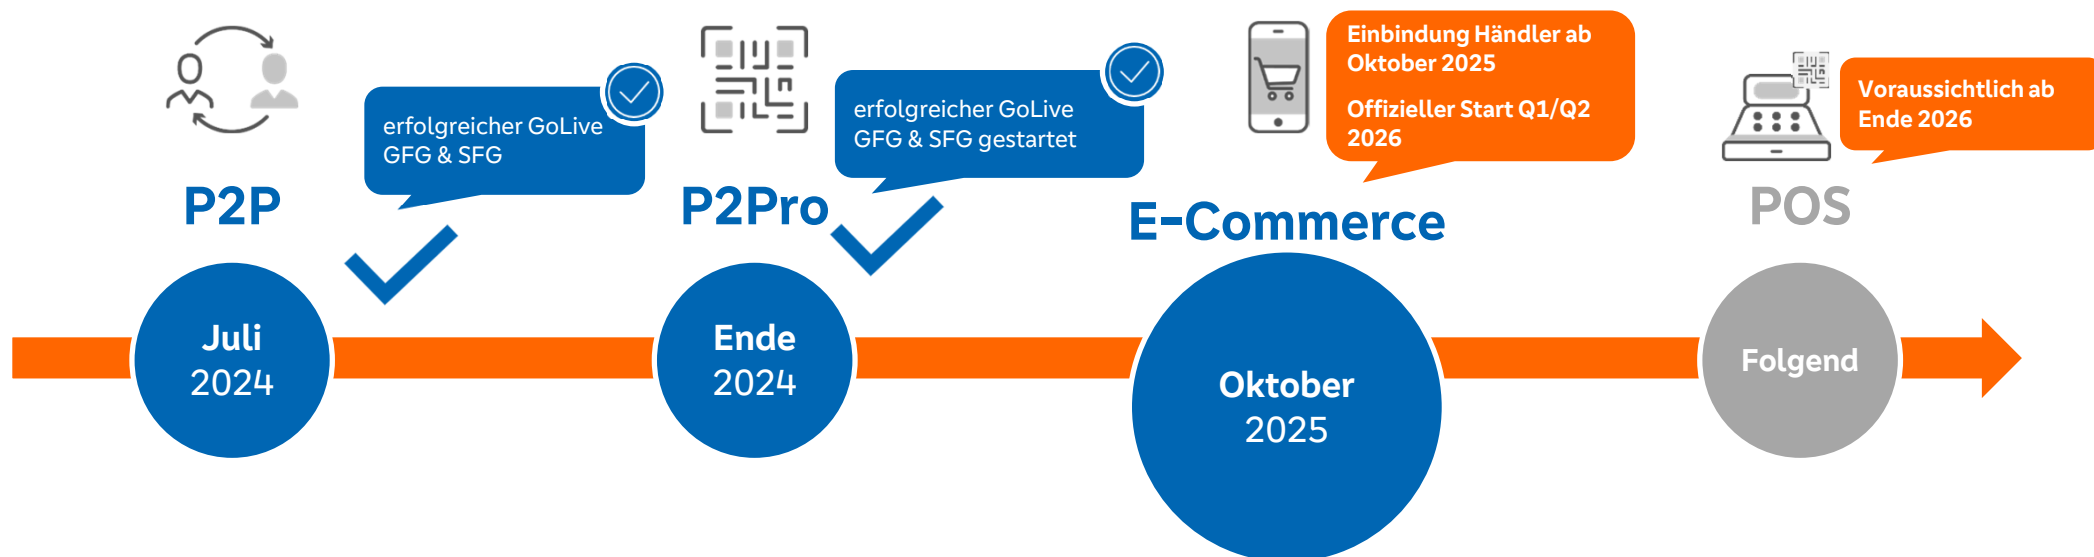 erfolgreicher GoLive
GFG & SFG
P2P
Juli
2024
erfolgreicher GoLive
GFG & SFG gestartet
P2Pro
Ende
2024
Einbindung Händler ab
Oktober 2025
Offizieller Start Q1/Q2
2026
E-Commerce
Oktober
2025
Voraussichtlich ab
Ende 2026
POS
Folgend